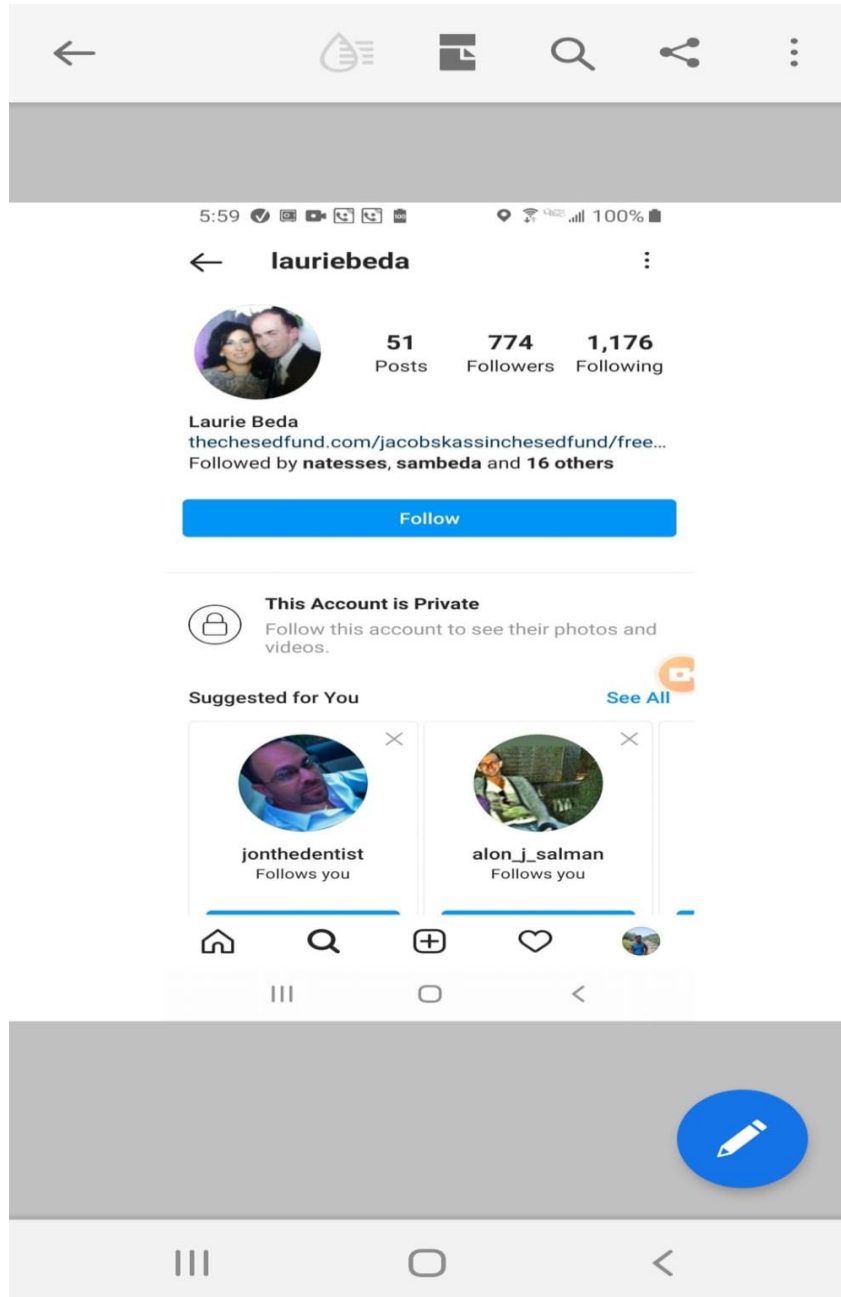 5:59 100%
lauriebeda
51 774 1,176
Posts Followers Following
Laurie Beda
thechesedfund.com/jacobskassinchesedfund/free...
Followed by natesses, sambeda and 16 others
Follow
This Account is Private
Follow this account to see their photos and
videos.
Suggested for You See All
jonthedentist alon_j_salman
Follows you Follows you